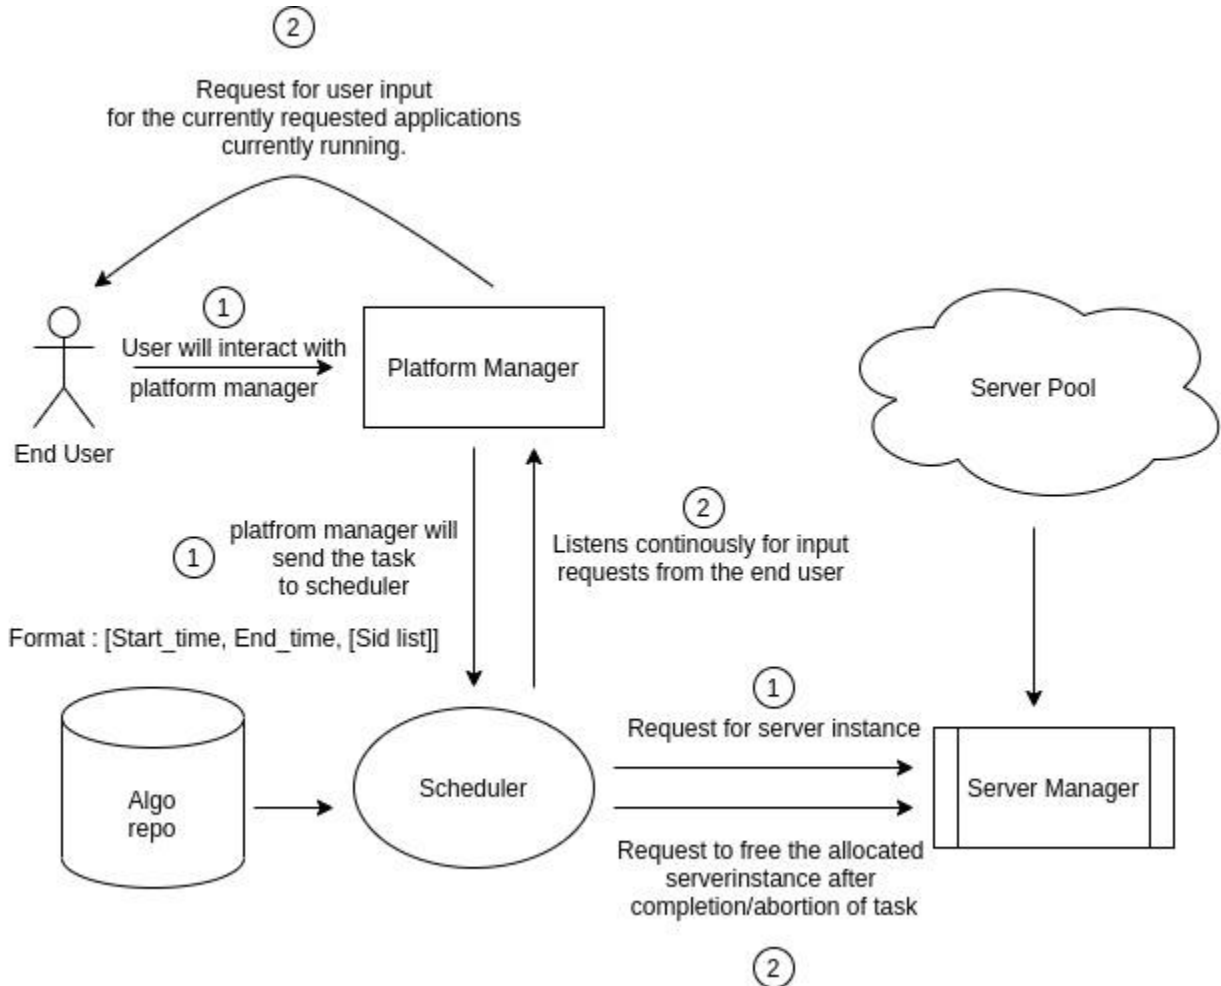 2
Request for user input
for the currently requested applications
currently running.
1
User will interact with
platform manager
Platform Manager
Server Pool
End User
1
platfrom manager will
send the task
to scheduler
2
Listens continously for input
requests from the end user
Format : [Start_time, End_time, [Sid list]]
1
Request for server instance
Algo
repo
Scheduler
Server Manager
Request to free the allocated
serverinstance after
completion/abortion of task
2